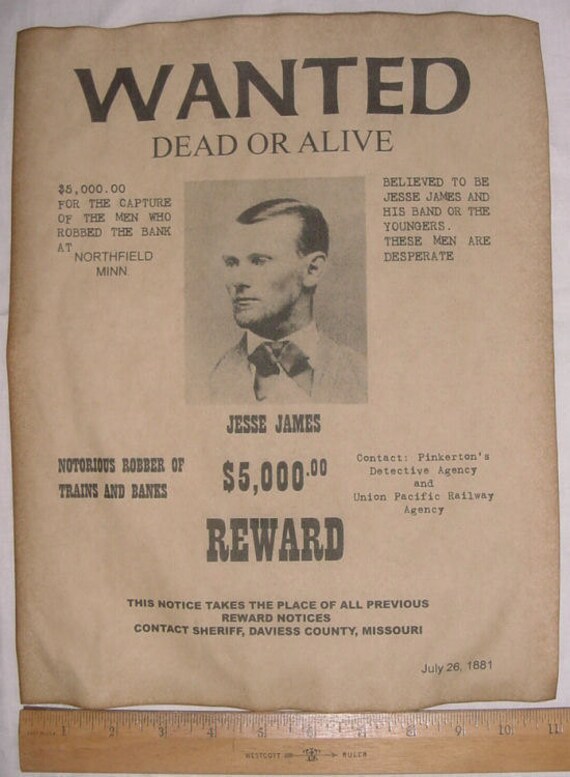 WANTED
DEAD OR ALIVE
$5,000.00
FOR THE CAPTURE
OF THE MEN WHO
ROBBED THE BANK
AT NORTHFIELD
MINN.
BELIEVED TO BE
JESSE JAMES AND
HIS BAND OR THE
YOUNGERS.
THESE MEN ARE
DESPERATE
JESSE JAMES
NOTORIOUS ROBBER OF
TRAINS AND BANKS
$5,000.00
REWARD
Contact: Pinkerton's
Detective Agency
and
Union Pacific Railway
Agency
THIS NOTICE TAKES THE PLACE OF ALL PREVIOUS
REWARD NOTICES
CONTACT SHERIFF, DAVIESS COUNTY, MISSOURI
July 26, 1881
1 2 3 4 5 6 7 8 9 10 11
WESTCOTT RULER